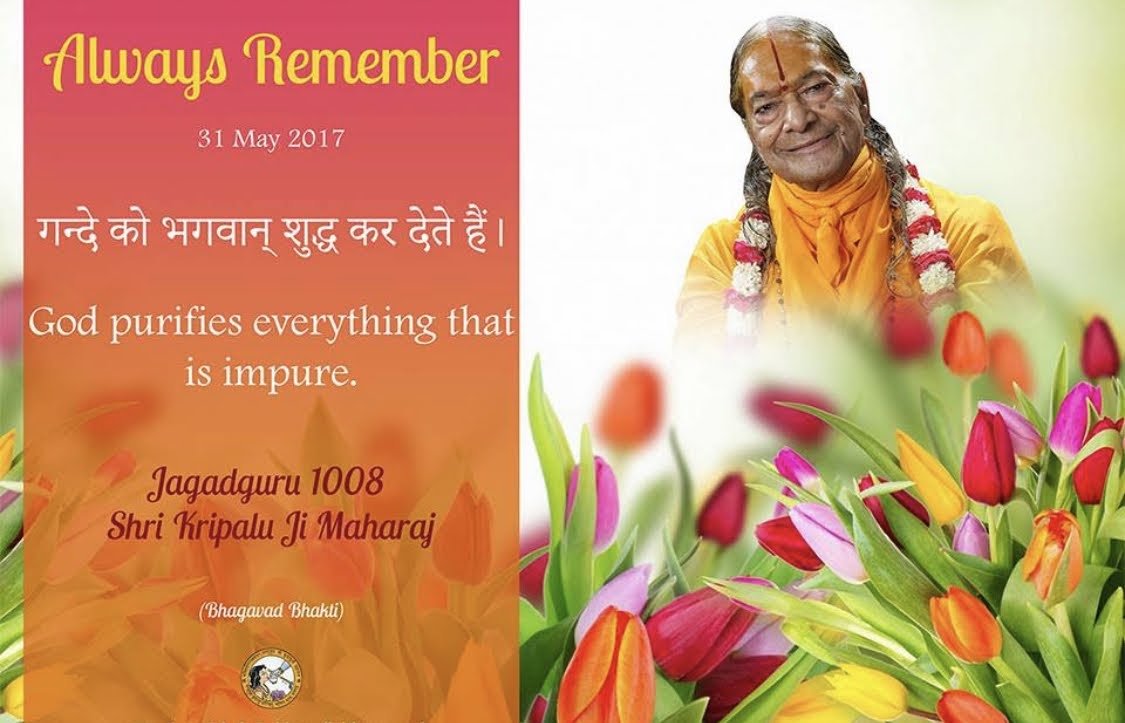 Always Remember
31 May 2017
गन्दे को भगवान् शुद्ध कर देते हैं।
God purifies everything that
is impure.
Jagadguru 1008
Shri Kripalu Ji Maharaj
(Bhagavad Bhakti)